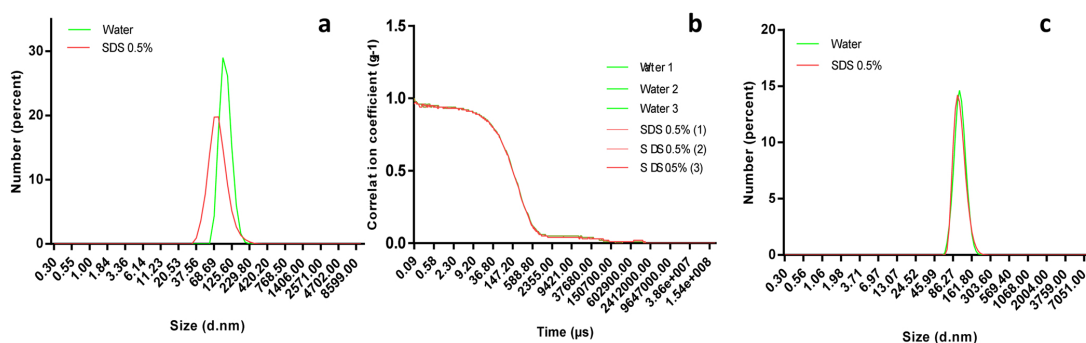 a
Water
SDS 0.5%
Number (percent)
30
20
10
0
0.30 0.55 1.00 1.84 3.36 6.14 11.23 20.53 37.56 68.69 125.60 229.80 420.20 768.50 1406.00 2571.00 4702.00 8599.00
Size (d.nm)
b
Correlation coefficient (g-1)
1.5
1.0
0.5
0.0
Water 1
Water 2
Water 3
SDS 0.5% (1)
SDS 0.5% (2)
SDS 0.5% (3)
0.09 0.58 2.30 9.20 36.80 147.20 588.80 2355.00 9421.00 37680.00 150700.00 602900.00 2412000.00 9647000.00 3.86e+007 1.54e+008
Time (µs)
c
Water
SDS 0.5%
Number (percent)
20
15
10
5
0
0.30 0.56 1.06 1.98 3.71 6.97 13.07 24.52 45.99 86.27 161.80 303.60 569.40 1068.00 2004.00 3759.00 7051.00
Size (d.nm)